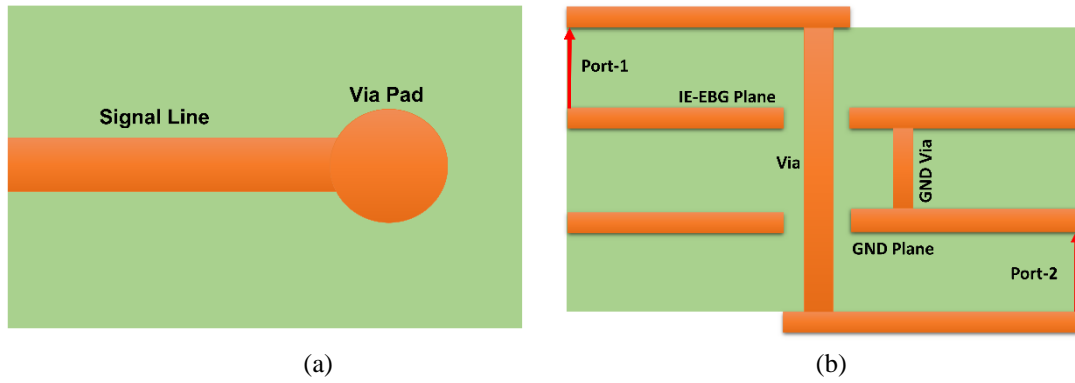 Via Pad
Signal Line
Port-1
IE-EBG Plane
Via
GND Via
GND Plane
Port-2
(a)
(b)